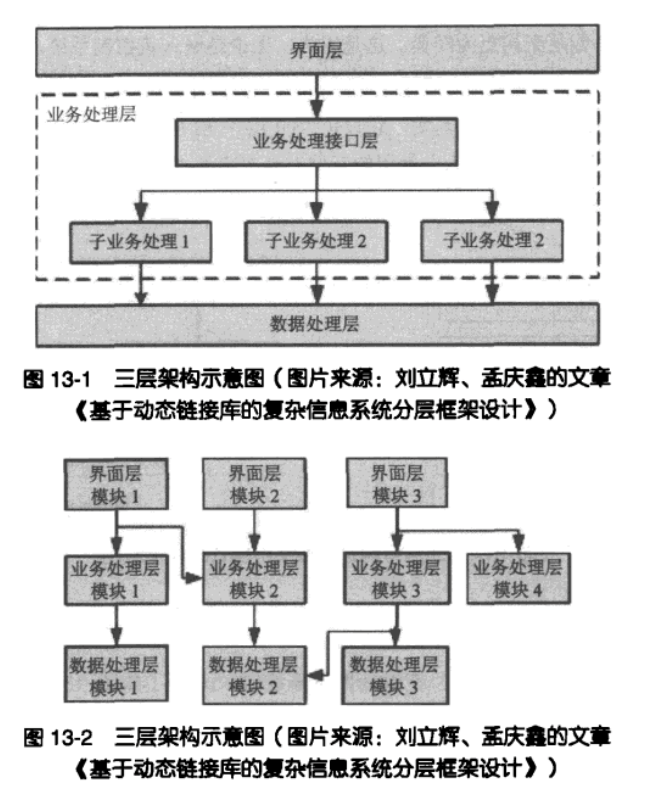 界面层
业务处理层
业务处理接口层
子业务处理1 子业务处理2 子业务处理2
数据处理层
图 13-1 三层架构示意图（图片来源：刘立辉、孟庆鑫的文章
《基于动态链接库的复杂信息系统分层框架设计》）
界面层 界面层 界面层
模块1 模块2 模块3
业务处理层 业务处理层 业务处理层 业务处理层
模块1 模块2 模块3 模块4
数据处理层 数据处理层 数据处理层
模块1 模块2 模块3
图 13-2 三层架构示意图（图片来源：刘立辉、孟庆鑫的文章
《基于动态链接库的复杂信息系统分层框架设计》）